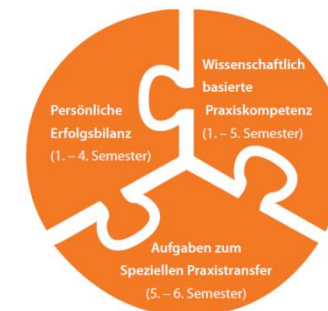 Persönliche
Erfolgsbilanz
(1. – 4. Semester)
Wissenschaftlich
basierte
Praxiskompetenz
(1. – 5. Semester)
Aufgaben zum
Speziellen Praxistransfer
(5. – 6. Semester)